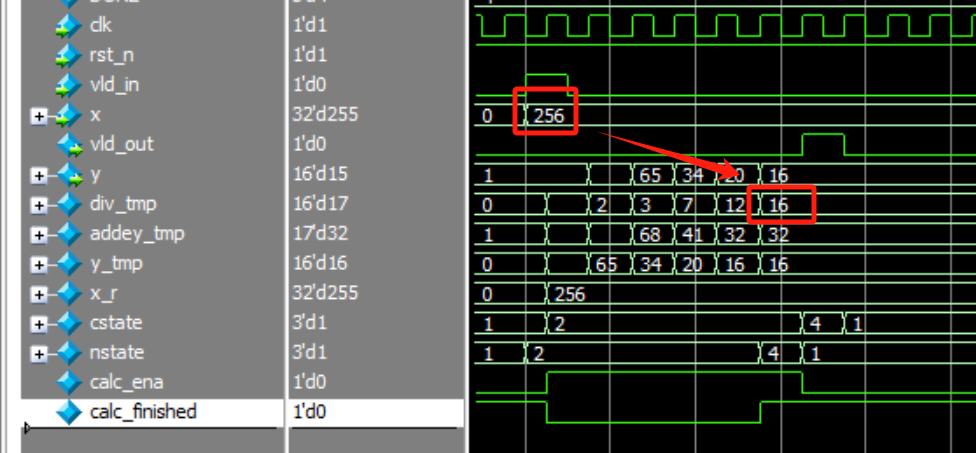 clk 1'd1
rst_n 1'd1
vld_in 1'd0
x 32'd255 0 256
vld_out 1'd0
y 16'd15 1 65 34 20 16
div_tmp 16'd17 0 2 3 7 12 16
addey_tmp 17'd32 1 68 41 32 32
y_tmp 16'd16 0 65 34 20 16 16
x_r 32'd255 0 256
cstate 3'd1 1 2 4 1
nstate 3'd1 1 2 4 1
calc_ena 1'd0
calc_finished 1'd0